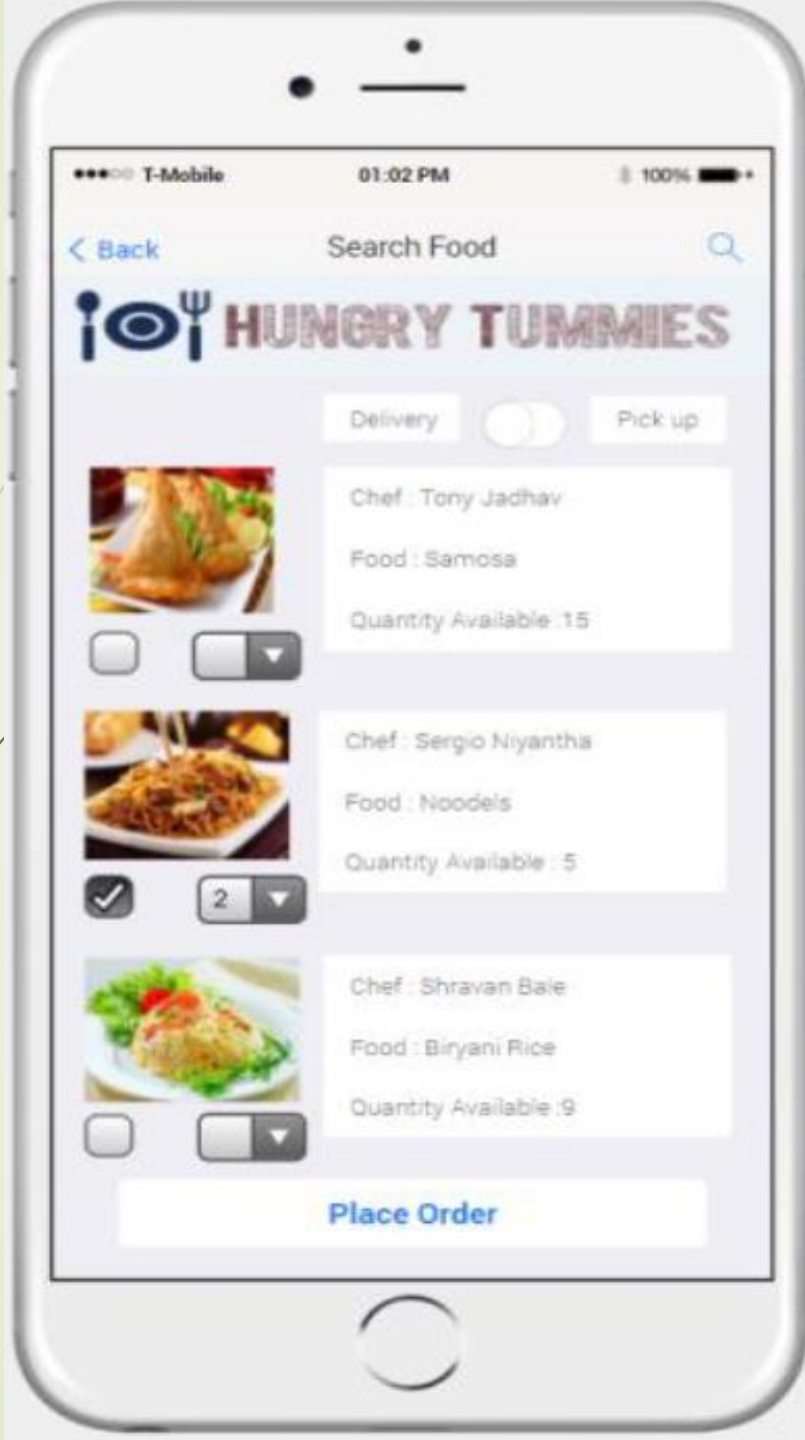 T-Mobile 01:02 PM 100%
< Back Search Food
HUNGRY TUMMIES
Delivery Pick up
Chef : Tony Jadhav
Food : Samosa
Quantity Available :15
Chef : Sergio Niyantha
Food : Noodels
Quantity Available : 5
2
Chef : Shravan Bale
Food : Biryani Rice
Quantity Available :9
Place Order